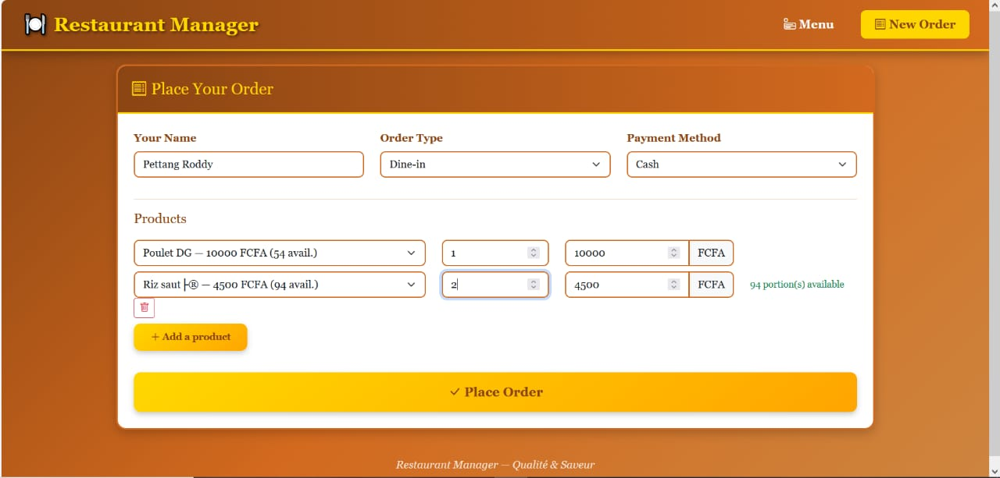 Restaurant Manager
Menu
New Order
Place Your Order
Your Name Order Type Payment Method
Pettang Roddy Dine-in Cash
Products
Poulet DG — 10000 FCFA (54 avail.) 1 10000 FCFA
Riz saut├® — 4500 FCFA (94 avail.) 2 4500 FCFA 94 portion(s) available
+ Add a product
✓ Place Order
Restaurant Manager — Qualité & Saveur